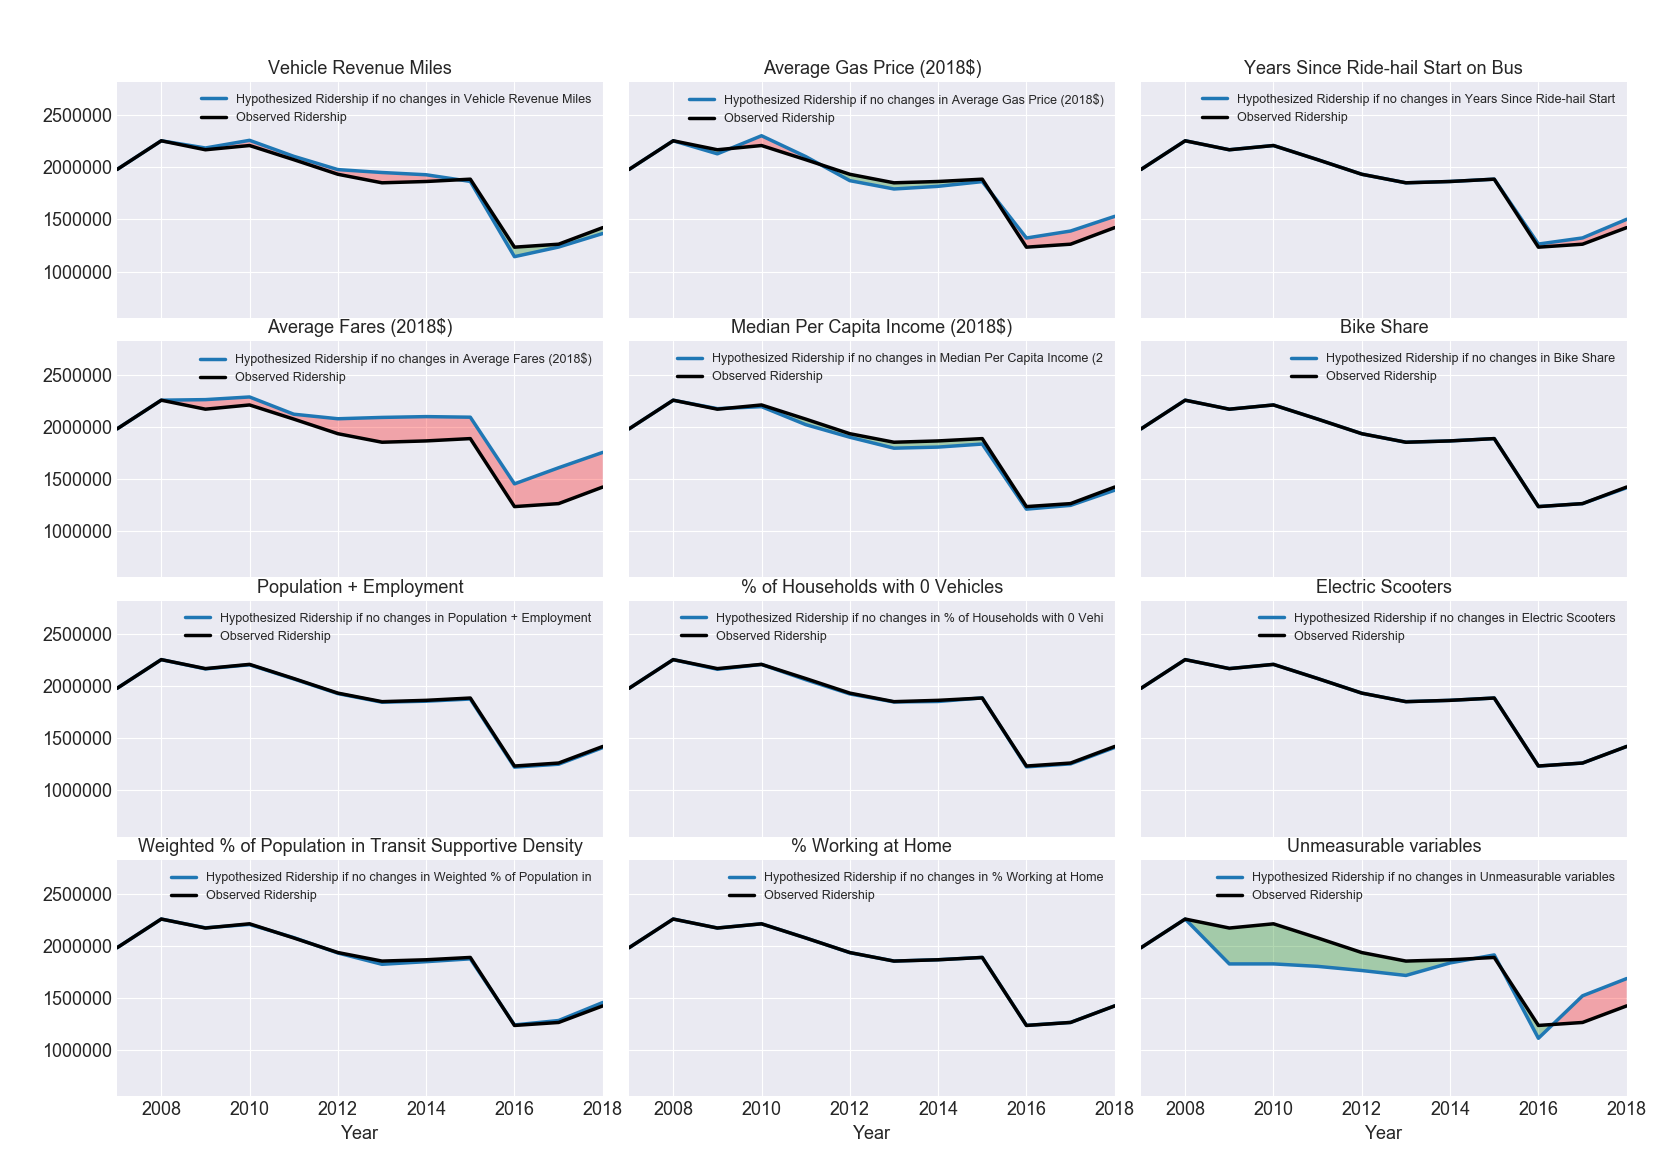 Vehicle Revenue Miles
Hypothesized Ridership if no changes in Vehicle Revenue Miles
Observed Ridership
2500000
2000000
1500000
1000000
Average Gas Price (2018$)
Hypothesized Ridership if no changes in Average Gas Price (2018$)
Observed Ridership
Years Since Ride-hail Start on Bus
Hypothesized Ridership if no changes in Years Since Ride-hail Start
Observed Ridership
Average Fares (2018$)
Hypothesized Ridership if no changes in Average Fares (2018$)
Observed Ridership
2500000
2000000
1500000
1000000
Median Per Capita Income (2018$)
Hypothesized Ridership if no changes in Median Per Capita Income (2
Observed Ridership
Bike Share
Hypothesized Ridership if no changes in Bike Share
Observed Ridership
Population + Employment
Hypothesized Ridership if no changes in Population + Employment
Observed Ridership
2500000
2000000
1500000
1000000
% of Households with 0 Vehicles
Hypothesized Ridership if no changes in % of Households with 0 Vehi
Observed Ridership
Electric Scooters
Hypothesized Ridership if no changes in Electric Scooters
Observed Ridership
Weighted % of Population in Transit Supportive Density
Hypothesized Ridership if no changes in Weighted % of Population in
Observed Ridership
2500000
2000000
1500000
1000000
2008 2010 2012 2014 2016 2018
Year
% Working at Home
Hypothesized Ridership if no changes in % Working at Home
Observed Ridership
2008 2010 2012 2014 2016 2018
Year
Unmeasurable variables
Hypothesized Ridership if no changes in Unmeasurable variables
Observed Ridership
2008 2010 2012 2014 2016 2018
Year